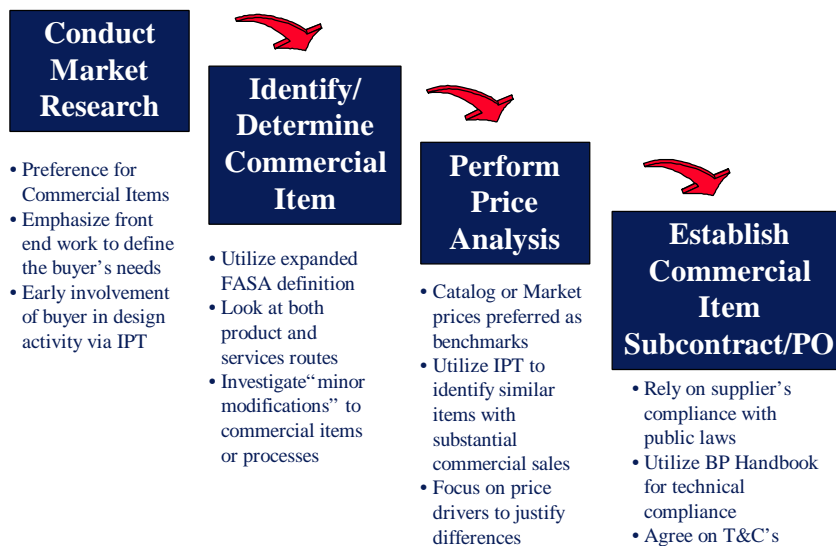 Conduct
Market
Research
• Preference for
Commercial Items
• Emphasize front
end work to define
the buyer’s needs
• Early involvement
of buyer in design
activity via IPT
Identify/
Determine
Commercial
Item
• Utilize expanded
FASA definition
• Look at both
product and
services routes
• Investigate“minor
modifications” to
commercial items
or processes
Perform
Price
Analysis
• Catalog or Market
prices preferred as
benchmarks
• Utilize IPT to
identify similar
items with
substantial
commercial sales
• Focus on price
drivers to justify
differences
Establish
Commercial
Item
Subcontract/PO
• Rely on supplier’s
compliance with
public laws
• Utilize BP Handbook
for technical
compliance
• Agree on T&C’s